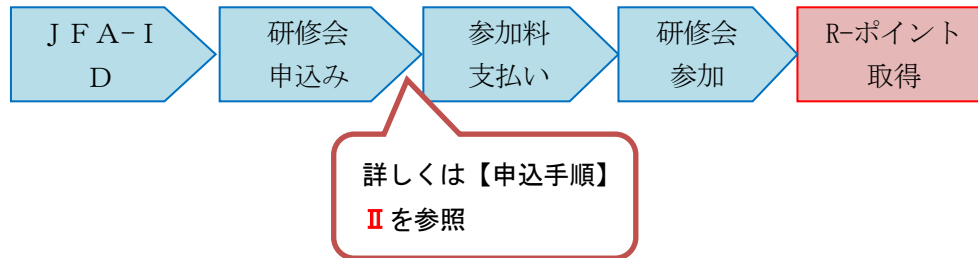 ＪＦＡ-Ｉ
Ｄ
研修会
申込み
参加料
支払い
研修会
参加
R-ポイント
取得
詳しくは【申込手順】
Ⅱを参照